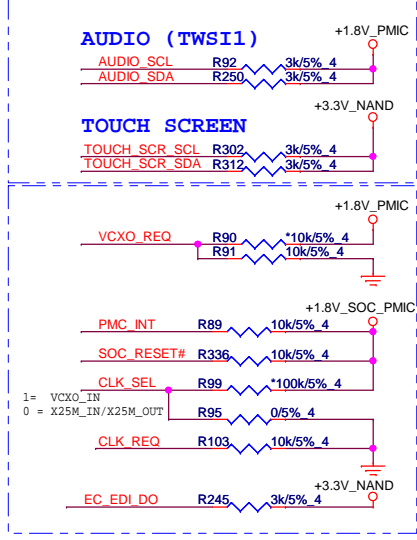 AUDIO (TWSI1)
+1.8V_PMIC
AUDIO_SCL R92 3k/5%_4
AUDIO_SDA R250 3k/5%_4
+3.3V_NAND
TOUCH SCREEN
TOUCH_SCR_SCL R302 3k/5%_4
TOUCH_SCR_SDA R312 3k/5%_4
+1.8V_PMIC
VCXO_REQ R90 *10k/5%_4
R91 10k/5%_4
+1.8V_SOC_PMIC
PMC_INT R89 10k/5%_4
SOC_RESET# R336 10k/5%_4
CLK_SEL R99 *100k/5%_4
1= VCXO_IN
0 = X25M_IN/X25M_OUT
R95 0/5%_4
CLK_REQ R103 10k/5%_4
+3.3V_NAND
EC_EDI_DO R245 3k/5%_4